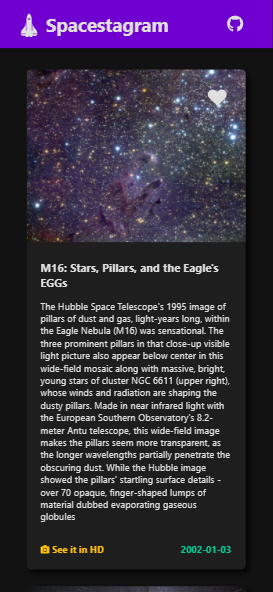 Spacestagram
M16: Stars, Pillars, and the Eagle's
EGGs
The Hubble Space Telescope's 1995 image of
pillars of dust and gas, light-years long, within
the Eagle Nebula (M16) was sensational. The
three prominent pillars in that close-up visible
light picture also appear below center in this
wide-field mosaic along with massive, bright,
young stars of cluster NGC 6611 (upper right),
whose winds and radiation are shaping the
dusty pillars. Made in near infrared light with
the European Southern Observatory's 8.2-
meter Antu telescope, this wide-field image
makes the pillars seem more transparent, as
the longer wavelengths partially penetrate the
obscuring dust. While the Hubble image
showed the pillars' startling surface details -
over 70 opaque, finger-shaped lumps of
material dubbed evaporating gaseous
globules
See it in HD 2002-01-03